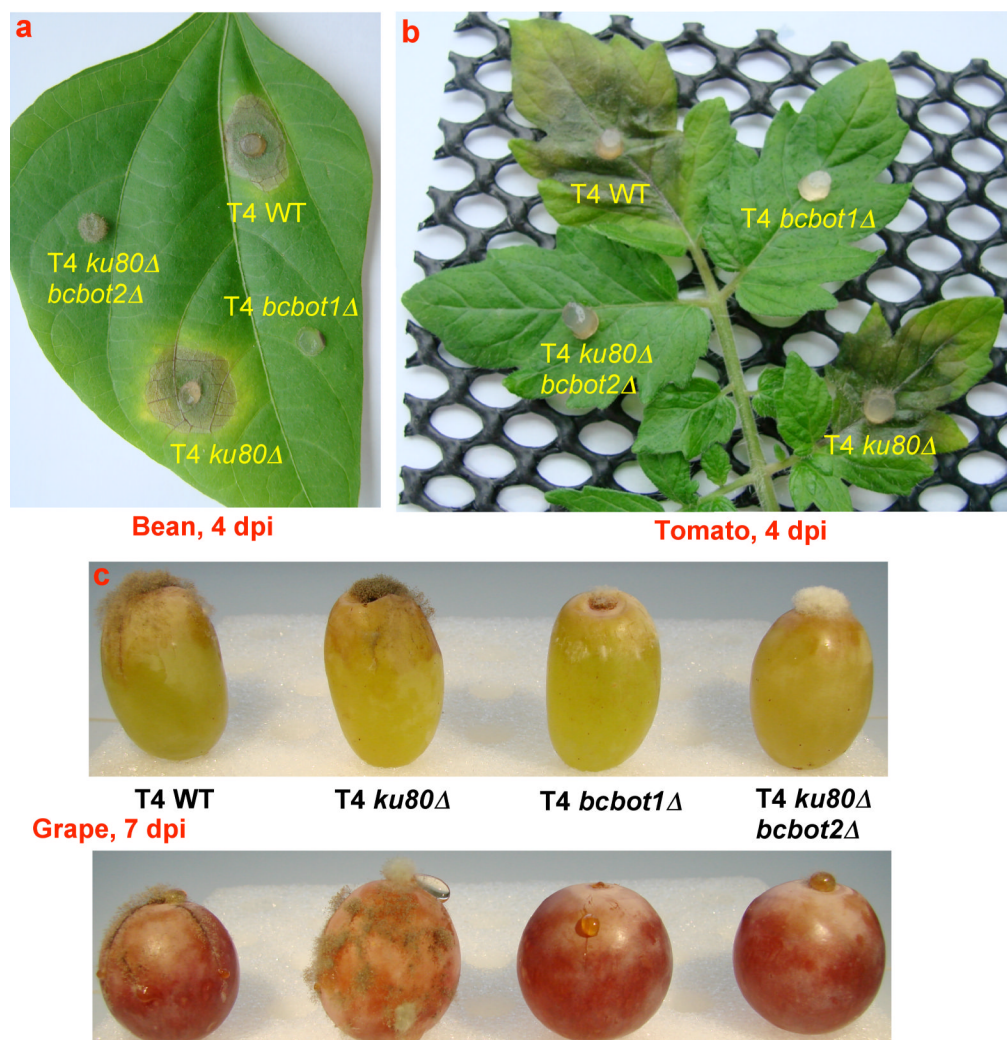 a
T4 WT
T4 ku80Δ
bcbot2Δ
T4 bcbot1Δ
T4 ku80Δ
Bean, 4 dpi
b
T4 WT
T4 bcbot1Δ
T4 ku80Δ
bcbot2Δ
T4 ku80Δ
Tomato, 4 dpi
c
T4 WT
T4 ku80Δ
T4 bcbot1Δ
T4 ku80Δ
bcbot2Δ
Grape, 7 dpi